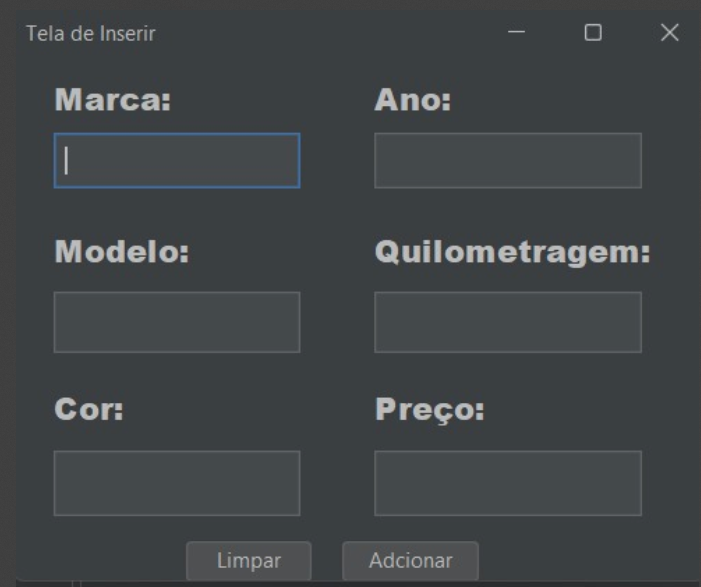 Tela de Inserir
Marca: Ano:
Modelo: Quilometragem:
Cor: Preço:
Limpar Adcionar